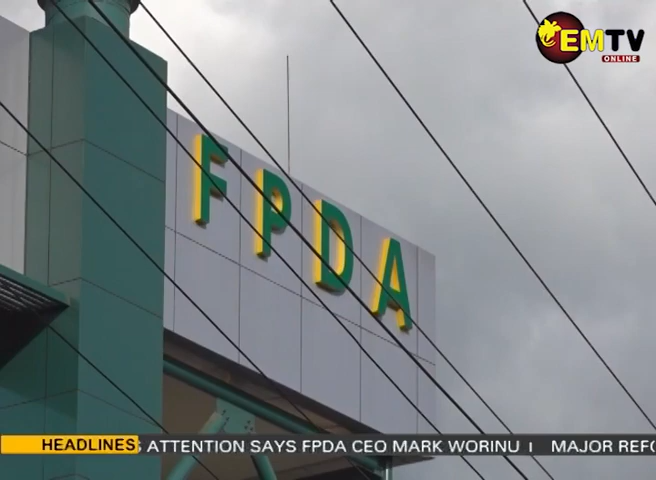 EMTV
ONLINE
FPDA
HEADLINES S ATTENTION SAYS FPDA CEO MARK WORINU I MAJOR REFO